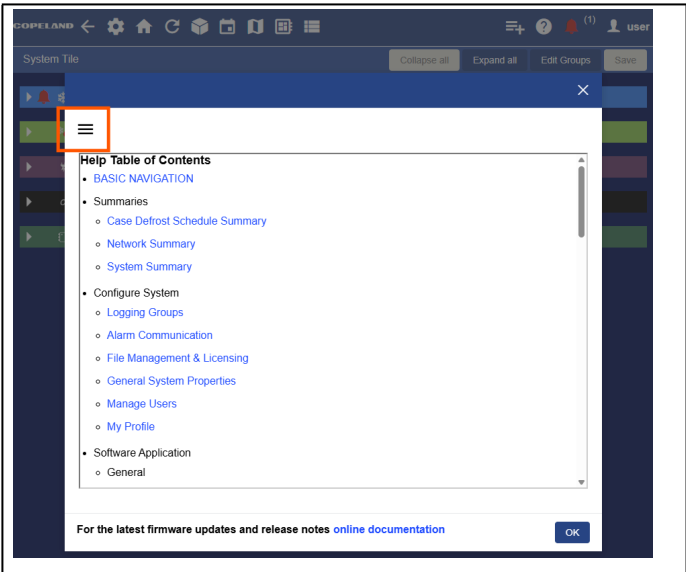 COPELAND
(1)
user
System Tile
Collapse all
Expand all
Edit Groups
Save
Help Table of Contents
BASIC NAVIGATION
Summaries
Case Defrost Schedule Summary
Network Summary
System Summary
Configure System
Logging Groups
Alarm Communication
File Management & Licensing
General System Properties
Manage Users
My Profile
Software Application
General
For the latest firmware updates and release notes online documentation
OK